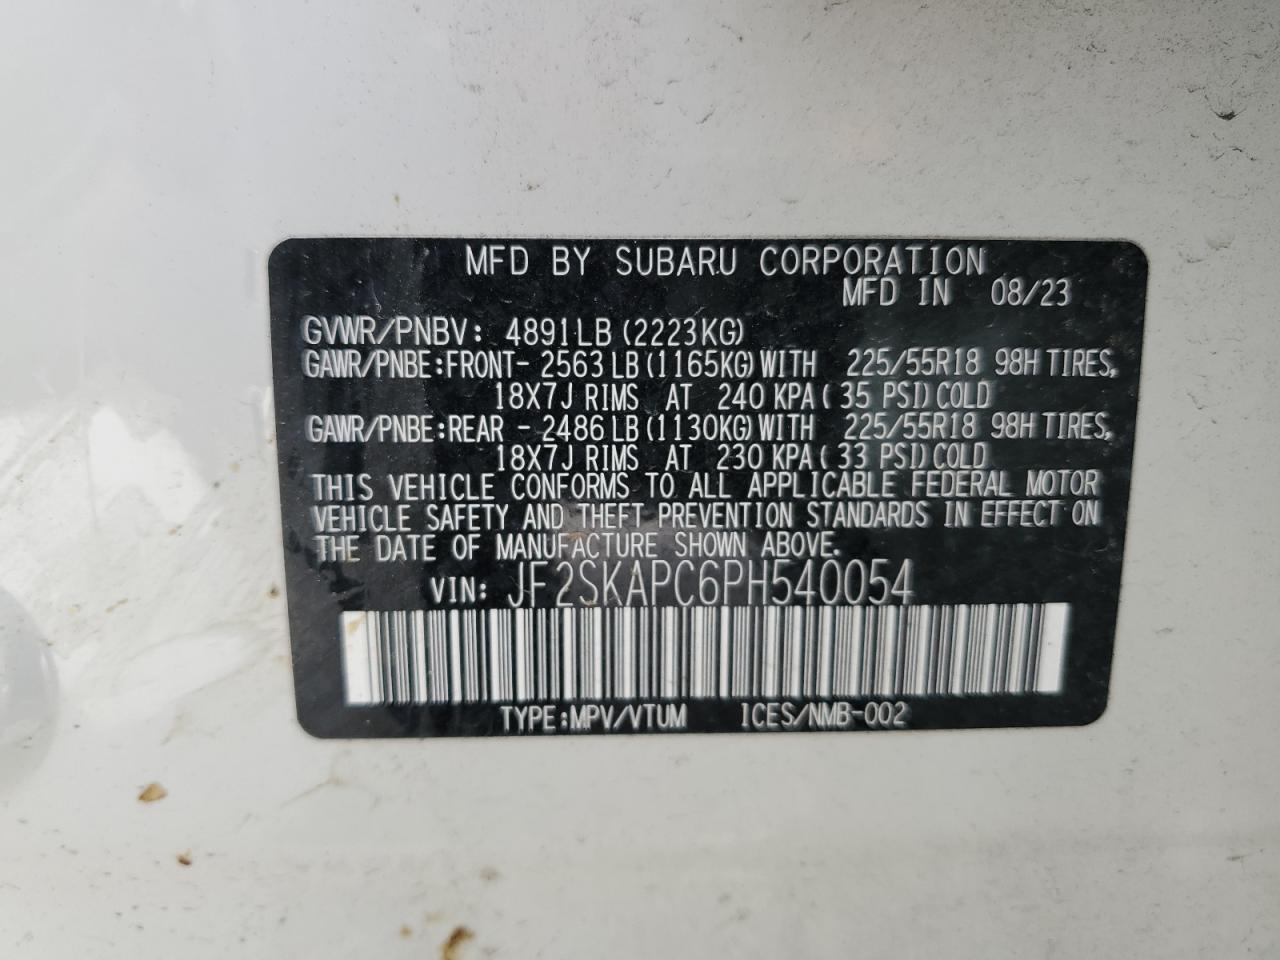 MFD BY SUBARU CORPORATION
MFD IN 08/23
GVWR/PNBV: 4891LB (2223KG)
GAWR/PNBE:FRONT- 2563 LB (1165KG) WITH 225/55R18 98H TIRES,
18X7J RIMS AT 240 KPA ( 35 PSI) COLD
GAWR/PNBE:REAR - 2486 LB (1130KG) WITH 225/55R18 98H TIRES,
18X7J RIMS AT 230 KPA ( 33 PSI) COLD
THIS VEHICLE CONFORMS TO ALL APPLICABLE FEDERAL MOTOR
VEHICLE SAFETY AND THEFT PREVENTION STANDARDS IN EFFECT ON
THE DATE OF MANUFACTURE SHOWN ABOVE.
VIN: JF2SKAPC6PH540054
TYPE:MPV/VTUM ICES/NMB-002